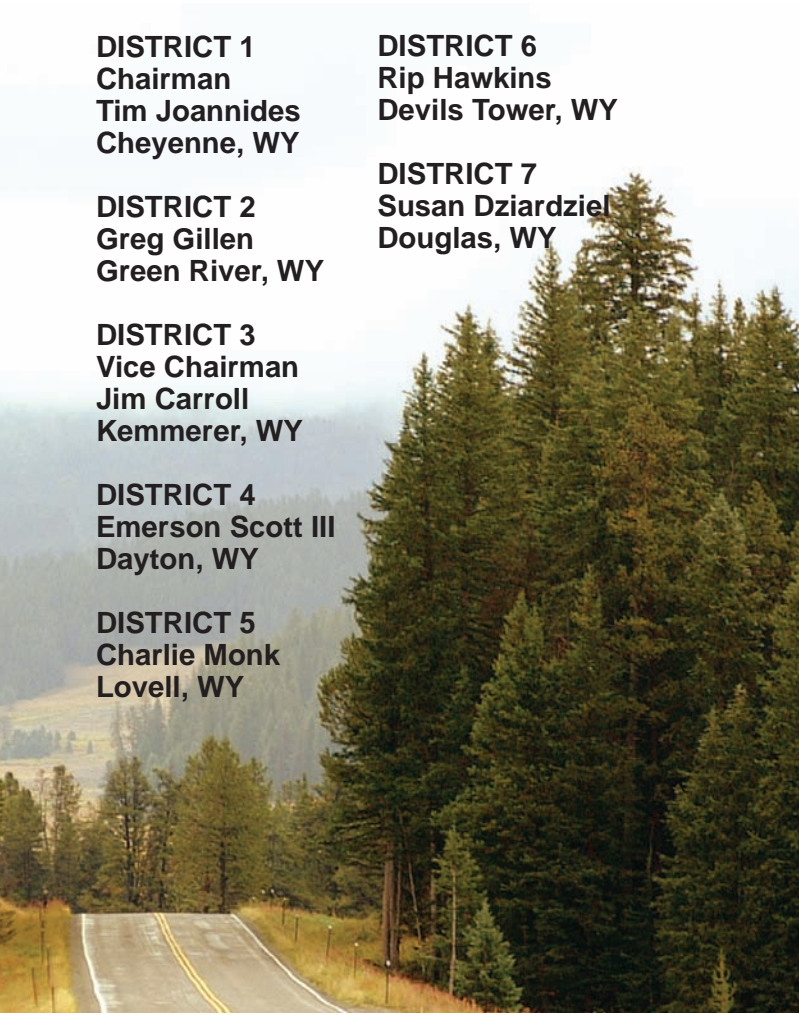 DISTRICT 1
Chairman
Tim Joannides
Cheyenne, WY
DISTRICT 2
Greg Gillen
Green River, WY
DISTRICT 3
Vice Chairman
Jim Carroll
Kemmerer, WY
DISTRICT 4
Emerson Scott III
Dayton, WY
DISTRICT 5
Charlie Monk
Lovell, WY
DISTRICT 6
Rip Hawkins
Devils Tower, WY
DISTRICT 7
Susan Dziardziel
Douglas, WY